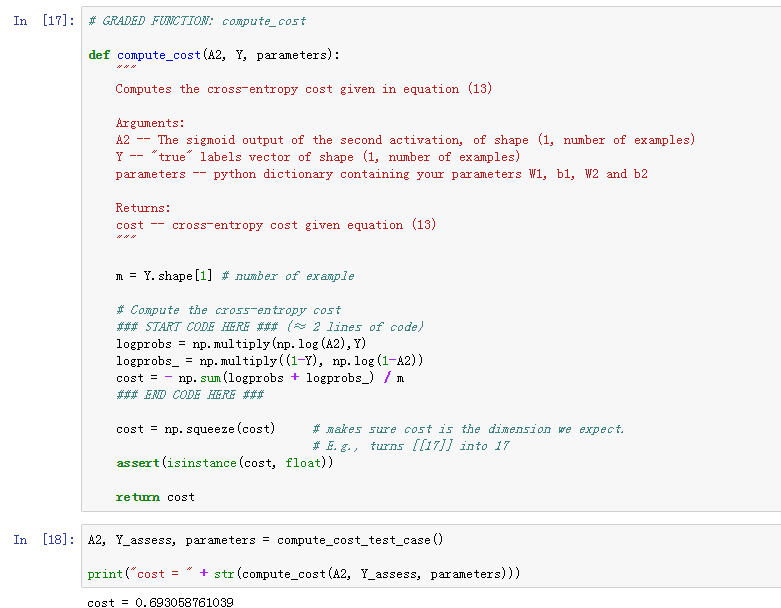 In [17]: # GRADED FUNCTION: compute_cost
def compute_cost(A2, Y, parameters):
"""
Computes the cross-entropy cost given in equation (13)
Arguments:
A2 -- The sigmoid output of the second activation, of shape (1, number of examples)
Y -- "true" labels vector of shape (1, number of examples)
parameters -- python dictionary containing your parameters W1, b1, W2 and b2
Returns:
cost -- cross-entropy cost given equation (13)
"""
m = Y.shape[1] # number of example
# Compute the cross-entropy cost
### START CODE HERE ### (≈ 2 lines of code)
logprobs = np.multiply(np.log(A2),Y)
logprobs_ = np.multiply((1-Y), np.log(1-A2))
cost = - np.sum(logprobs + logprobs_) / m
### END CODE HERE ###
cost = np.squeeze(cost) # makes sure cost is the dimension we expect.
# E.g., turns [[17]] into 17
assert(isinstance(cost, float))
return cost
In [18]: A2, Y_assess, parameters = compute_cost_test_case()
print("cost = " + str(compute_cost(A2, Y_assess, parameters)))
cost = 0.693058761039